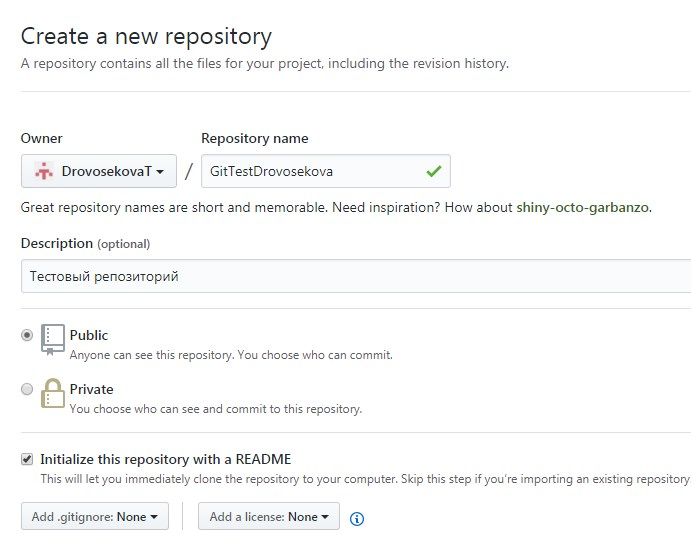 Create a new repository
A repository contains all the files for your project, including the revision history.
Owner
Repository name
DrovosekovaT
/
GitTestDrovosekova
Great repository names are short and memorable. Need inspiration? How about shiny-octo-garbanzo.
Description (optional)
Тестовый репозиторий
Public
Anyone can see this repository. You choose who can commit.
Private
You choose who can see and commit to this repository.
Initialize this repository with a README
This will let you immediately clone the repository to your computer. Skip this step if you're importing an existing repository
Add .gitignore: None
Add a license: None